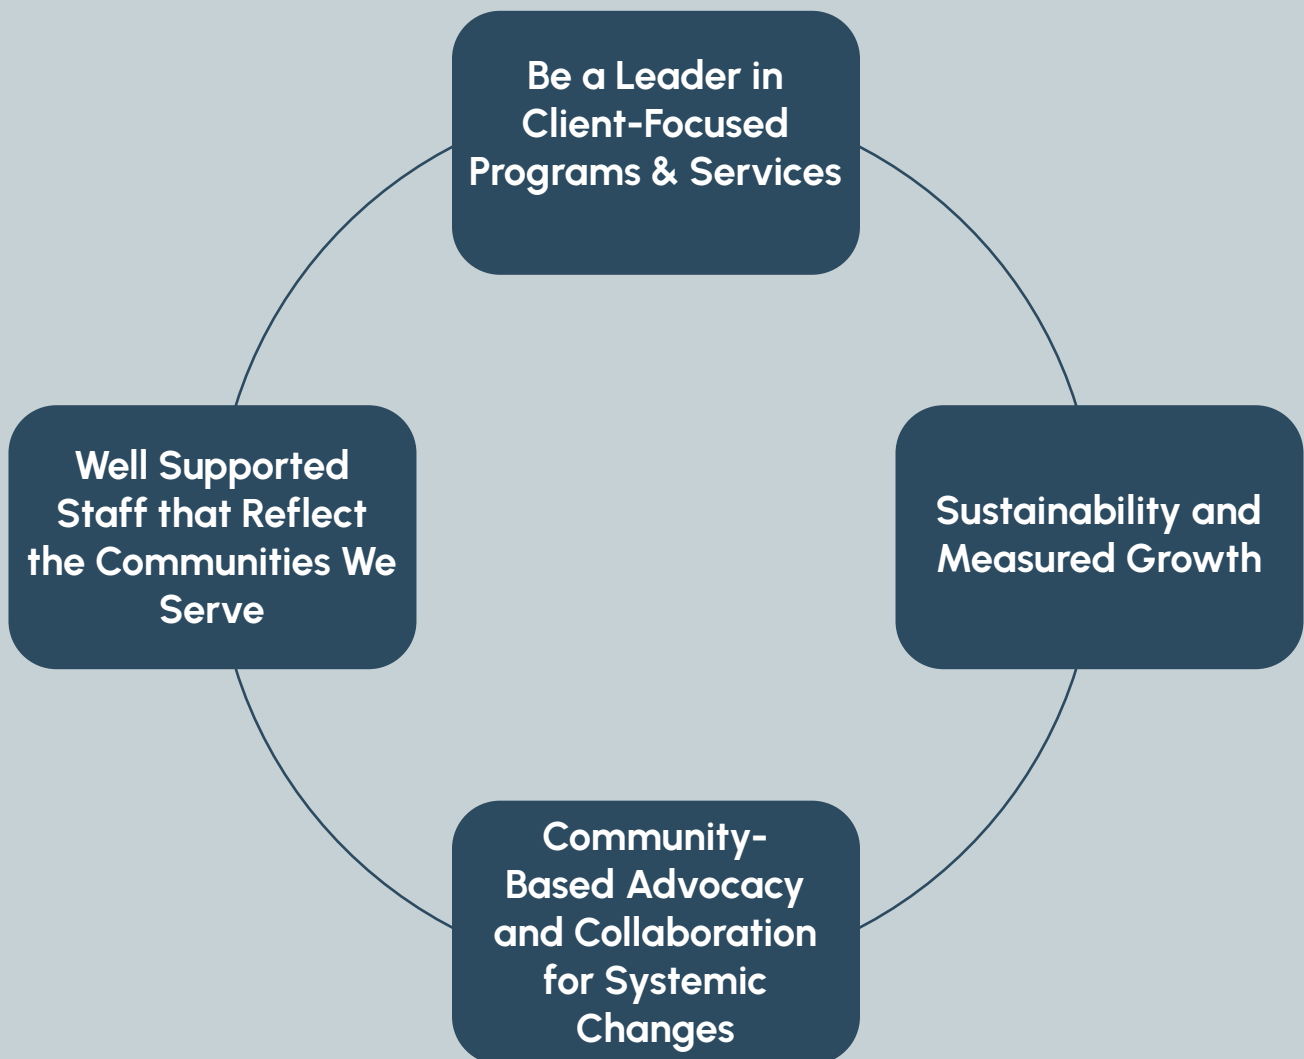 Be a Leader in
Client-Focused
Programs & Services
Well Supported
Staff that Reflect
the Communities We
Serve
Sustainability and
Measured Growth
Community-
Based Advocacy
and Collaboration
for Systemic
Changes